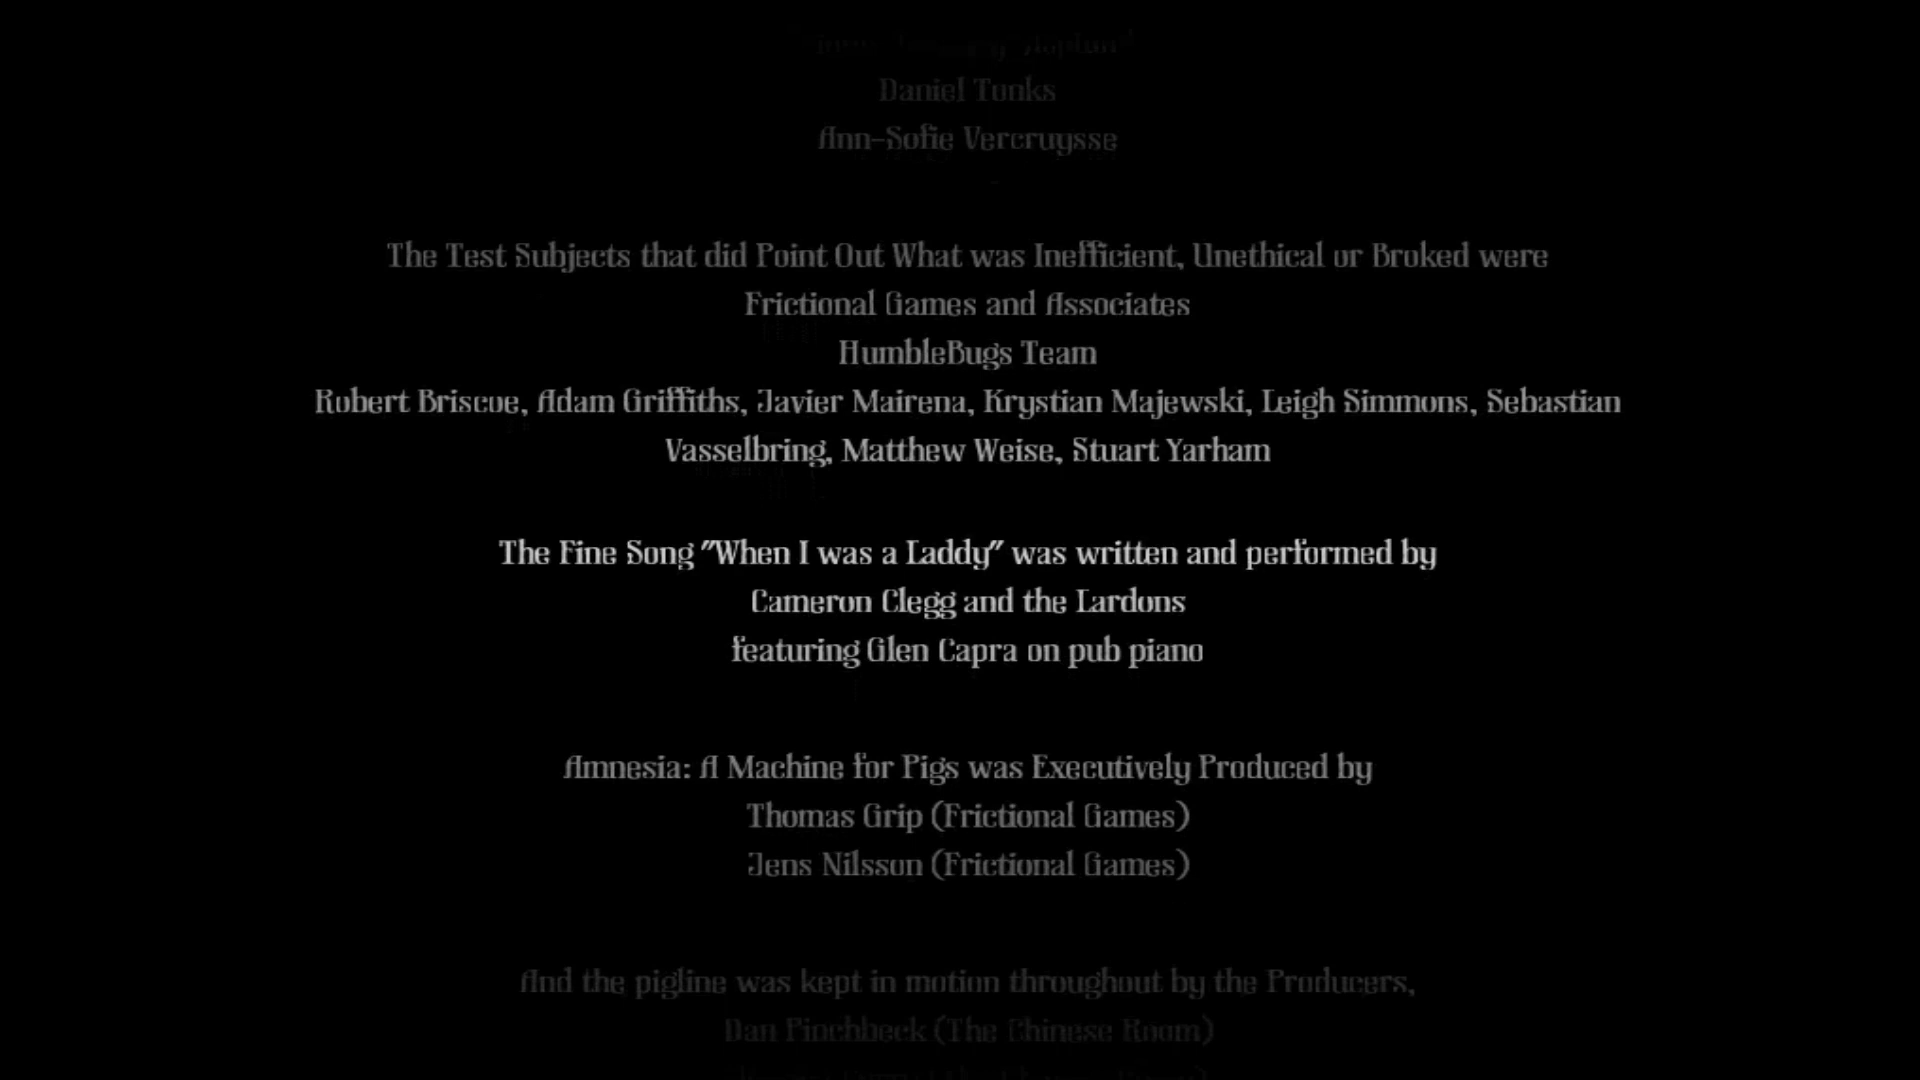 Daniel Tonks
Ann-Sofie Vercruysse
The Test Subjects that did Point Out What was Inefficient, Unethical or Broked were
Frictional Games and Associates
HumbleBugs Team
Robert Briscoe, Adam Griffiths, Javier Mairena, Krystian Majewski, Leigh Simmons, Sebastian
Vasselbring, Matthew Weise, Stuart Yarham
The Fine Song "When I was a Laddy" was written and performed by
Cameron Clegg and the Lardons
featuring Glen Capra on pub piano
Amnesia: A Machine for Pigs was Executively Produced by
Thomas Grip (Frictional Games)
Jens Nilsson (Frictional Games)
And the pigline was kept in motion throughout by the Producers,
Dan Pinchbeck (The Chinese Room)